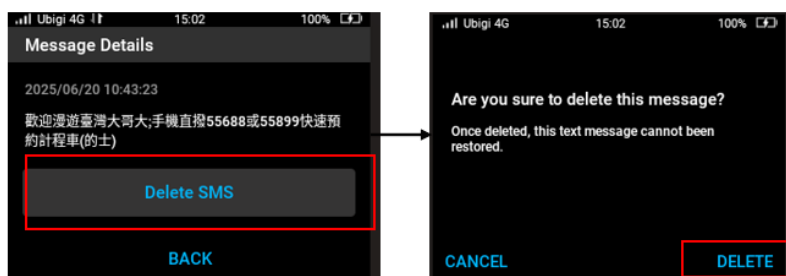 Ubigi 4G 15:02 100%
Message Details
2025/06/20 10:43:23
歡迎漫遊臺灣大哥大;手機直撥55688或55899快速預
約計程車(的士)
Delete SMS
BACK
Ubigi 4G 15:02 100%
Are you sure to delete this message?
Once deleted, this text message cannot been
restored.
CANCEL DELETE